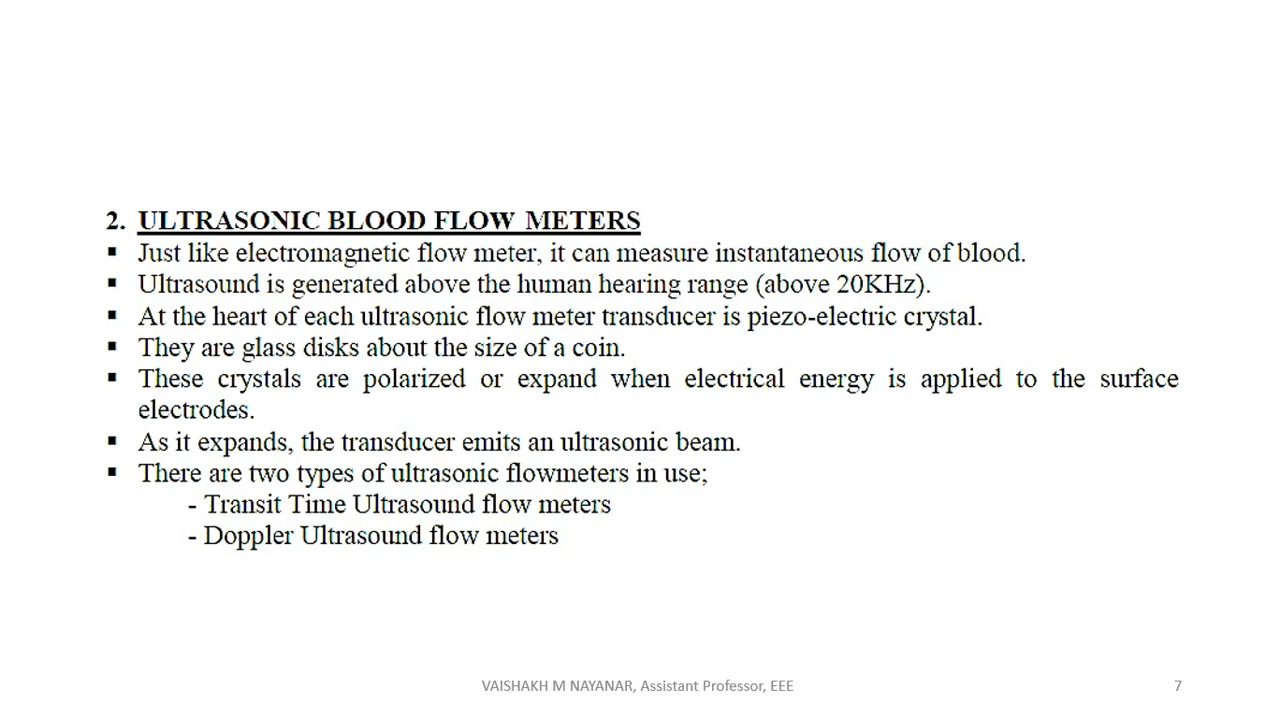 2. ULTRASONIC BLOOD FLOW METERS
▪ Just like electromagnetic flow meter, it can measure instantaneous flow of blood.
▪ Ultrasound is generated above the human hearing range (above 20KHz).
▪ At the heart of each ultrasonic flow meter transducer is piezo-electric crystal.
▪ They are glass disks about the size of a coin.
▪ These crystals are polarized or expand when electrical energy is applied to the surface
electrodes.
▪ As it expands, the transducer emits an ultrasonic beam.
▪ There are two types of ultrasonic flowmeters in use;
- Transit Time Ultrasound flow meters
- Doppler Ultrasound flow meters
VAISHAKH M NAYANAR, Assistant Professor, EEE
7